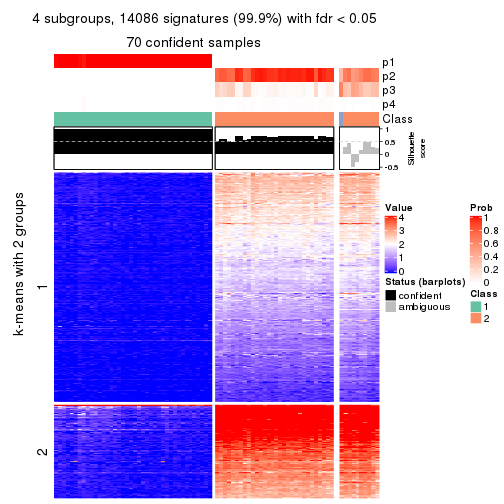 4 subgroups, 14086 signatures (99.9%) with fdr < 0.05
70 confident samples
p1
p2
p3
p4
Class
1
0.5
0
-0.5
Silhouette
score
k-means with 2 groups
1
2
Value
4
3
2
1
0
Prob
1
0.8
0.6
0.4
0.2
0
Status (barplots)
confident
ambiguous
Class
1
2